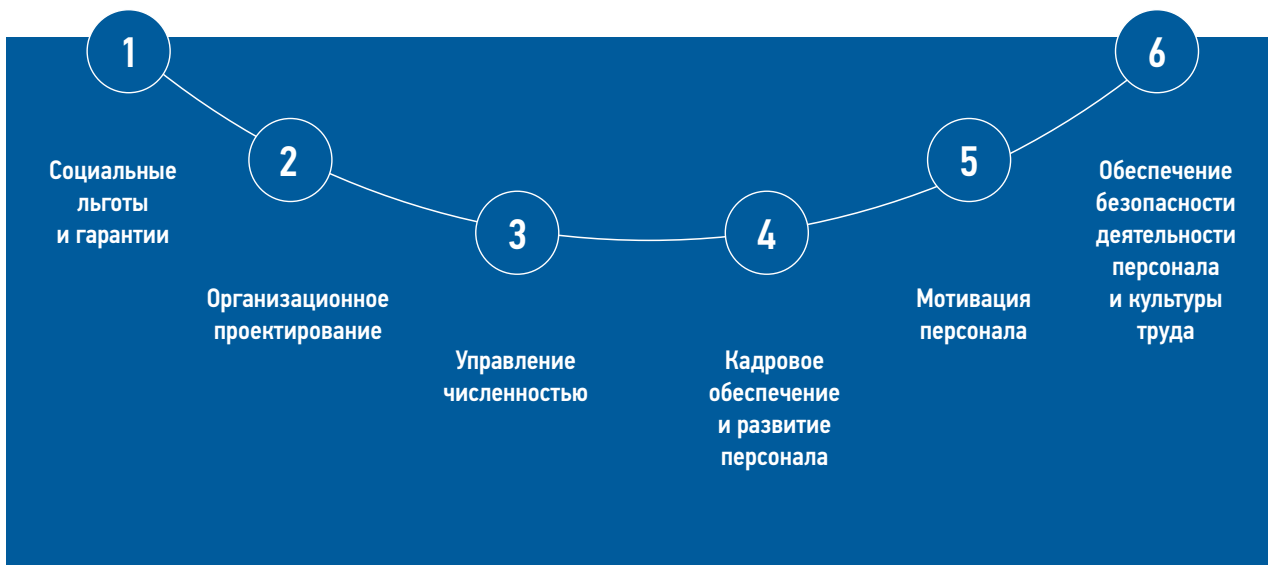 1
Социальные
льготы
и гарантии
2
Организационное
проектирование
3
Управление
численностью
4
Кадровое
обеспечение
и развитие
персонала
5
Мотивация
персонала
6
Обеспечение
безопасности
деятельности
персонала
и культуры
труда